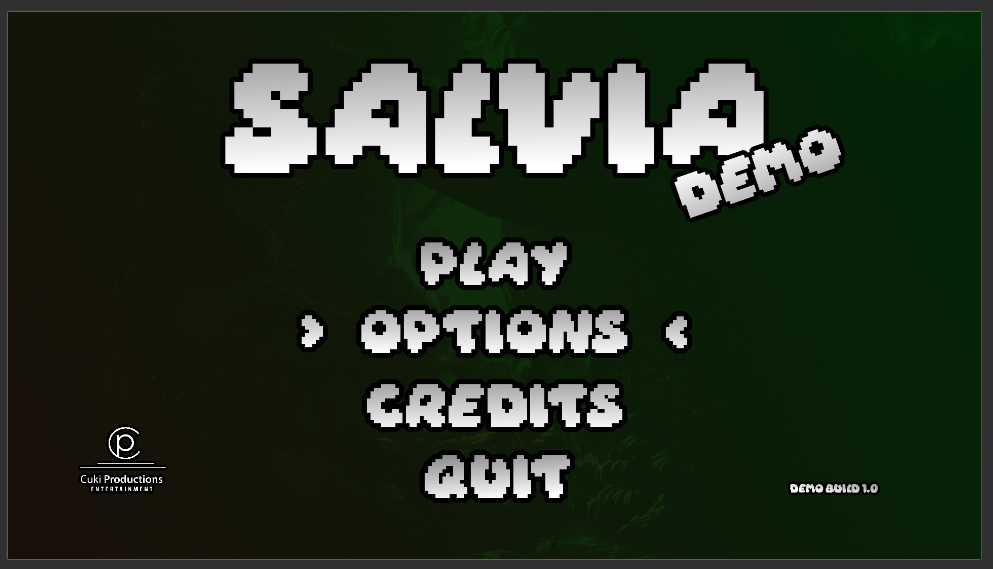 SALVIA
DEMO
PLAY
> OPTIONS <
CREDITS
QUIT
Cuki Productions
ENTERTAINMENT
DEMO BUILD 1.0